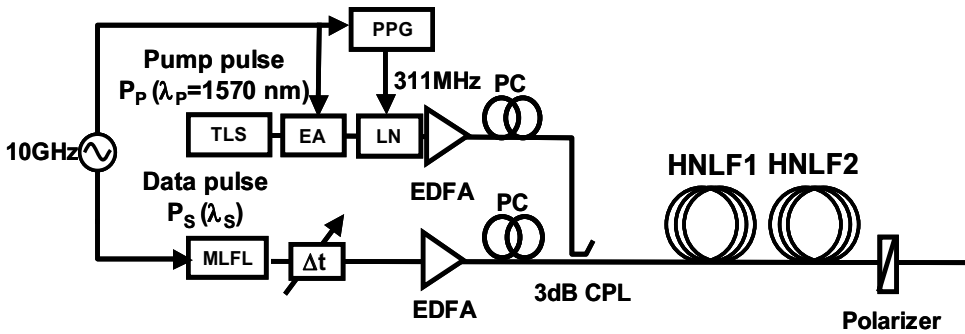 PPG
Pump pulse
P_P (λ_P=1570 nm)
311MHz
PC
TLS
EA
LN
10GHz
EDFA
HNLF1 HNLF2
Data pulse
P_S (λ_S)
PC
MLFL
Δt
EDFA
3dB CPL
Polarizer